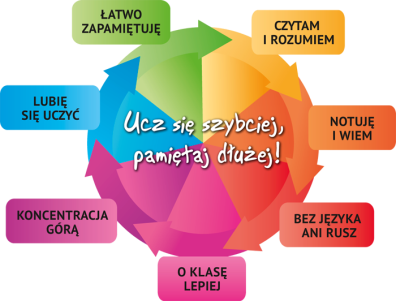 ŁATWO
ZAPAMIĘTUJĘ
CZYTAM
I ROZUMIEM
LUBIĘ
SIĘ UCZYĆ
Ucz się szybciej,
pamiętaj dłużej!
NOTUJĘ
I WIEM
KONCENTRACJA
GÓRĄ
BEZ JĘZYKA
ANI RUSZ
O KLASĘ
LEPIEJ